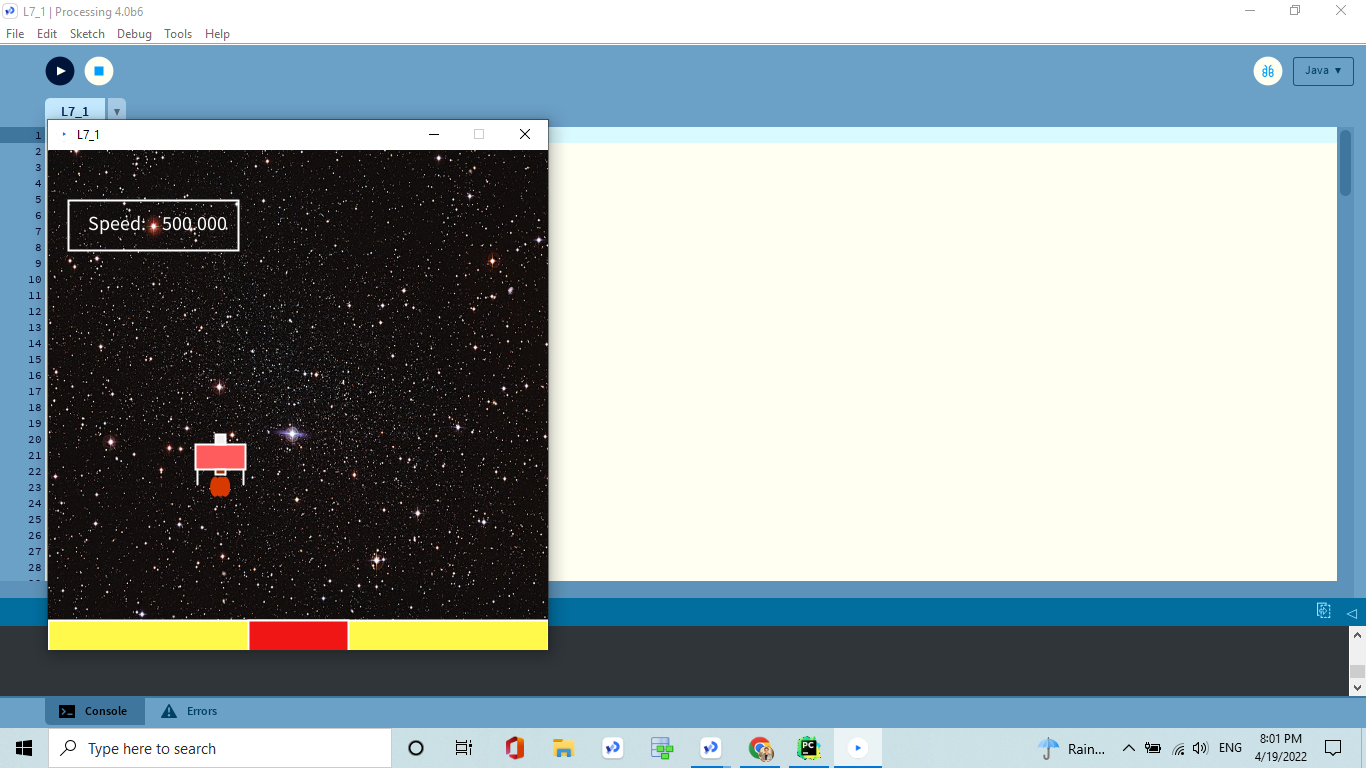 L7_1 | Processing 4.0b6
File Edit Sketch Debug Tools Help
Java ▾
L7_1
L7_1
1
2
3
4
5
6
7
8
9
10
11
12
13
14
15
16
17
18
19
20
21
22
23
24
25
26
27
28
Speed: 500.000
Console Errors
Type here to search
PC
Rain...
ENG
8:01 PM
4/19/2022